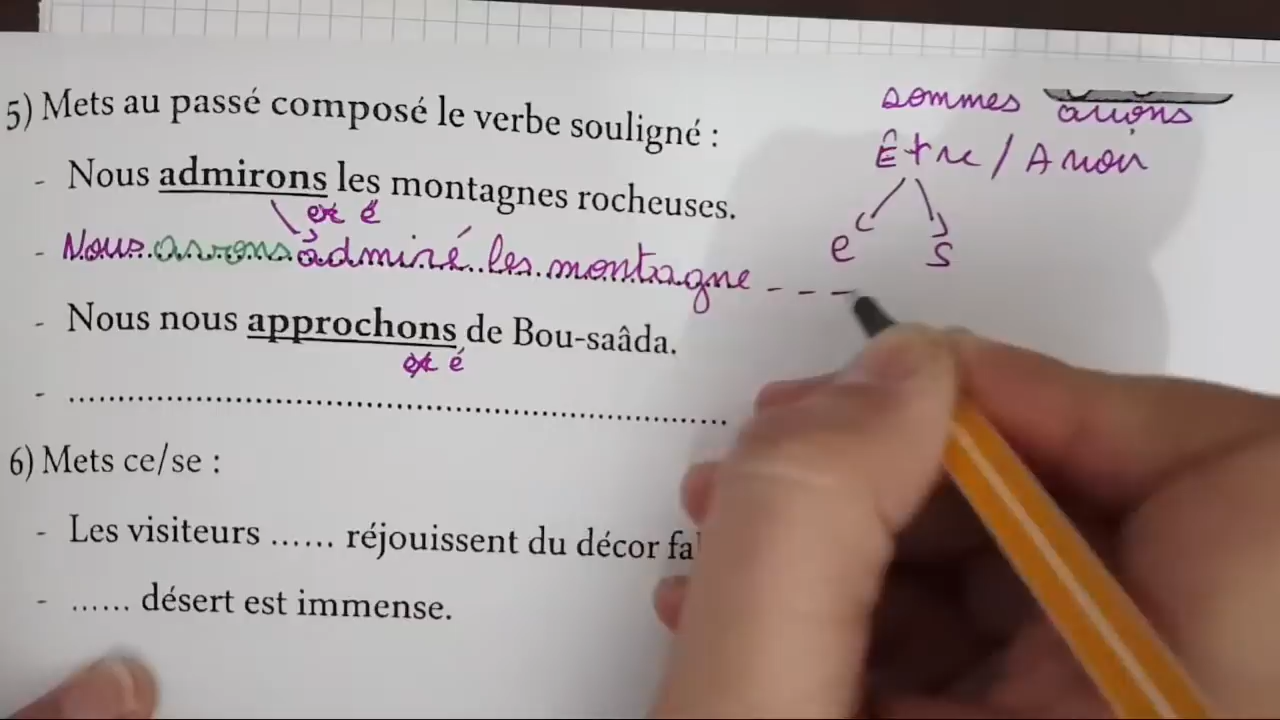 5) Mets au passé composé le verbe souligné :
sommes avons
Être / Avoir
e s
- Nous admirons les montagnes rocheuses.
er é
- Nous avons admiré les montagne - - -
- Nous nous approchons de Bou-saâda.
er é
- ....................................................
6) Mets ce/se :
- Les visiteurs ...... réjouissent du décor fa
- ...... désert est immense.